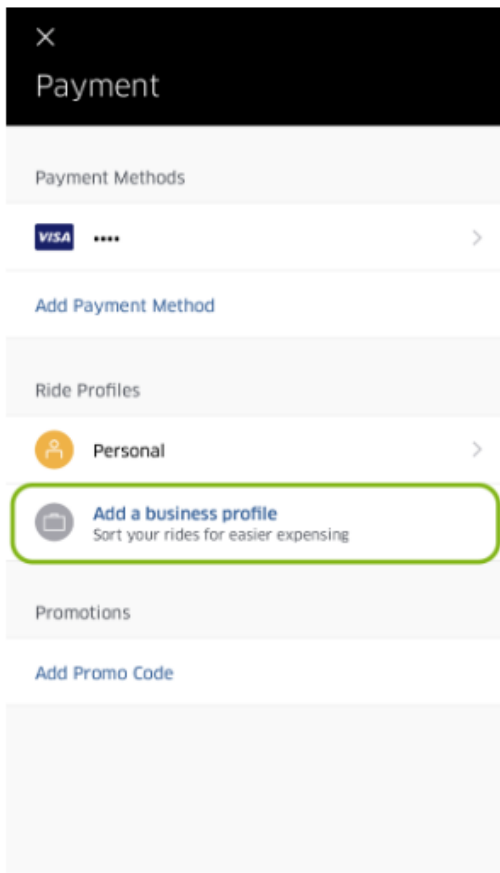 Payment
Payment Methods
VISA ••••
Add Payment Method
Ride Profiles
Personal
Add a business profile
Sort your rides for easier expensing
Promotions
Add Promo Code